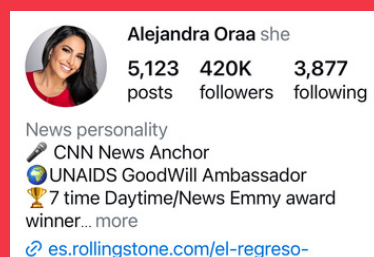 Alejandra Oraa she
5,123 420K 3,877
posts followers following
News personality
🎤 CNN News Anchor
🌍UNAIDS GoodWill Ambassador
🏆7 time Daytime/News Emmy award
winner... more
es.rollingstone.com/el-regreso-